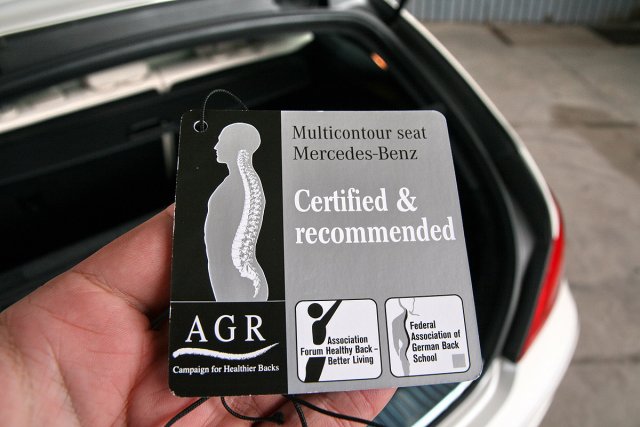 Multicontour seat
Mercedes-Benz
Certified &
recommended
AGR
Campaign for Healthier Backs
Association
Forum Healthy Back –
Better Living
Federal
Association of
German Back
School